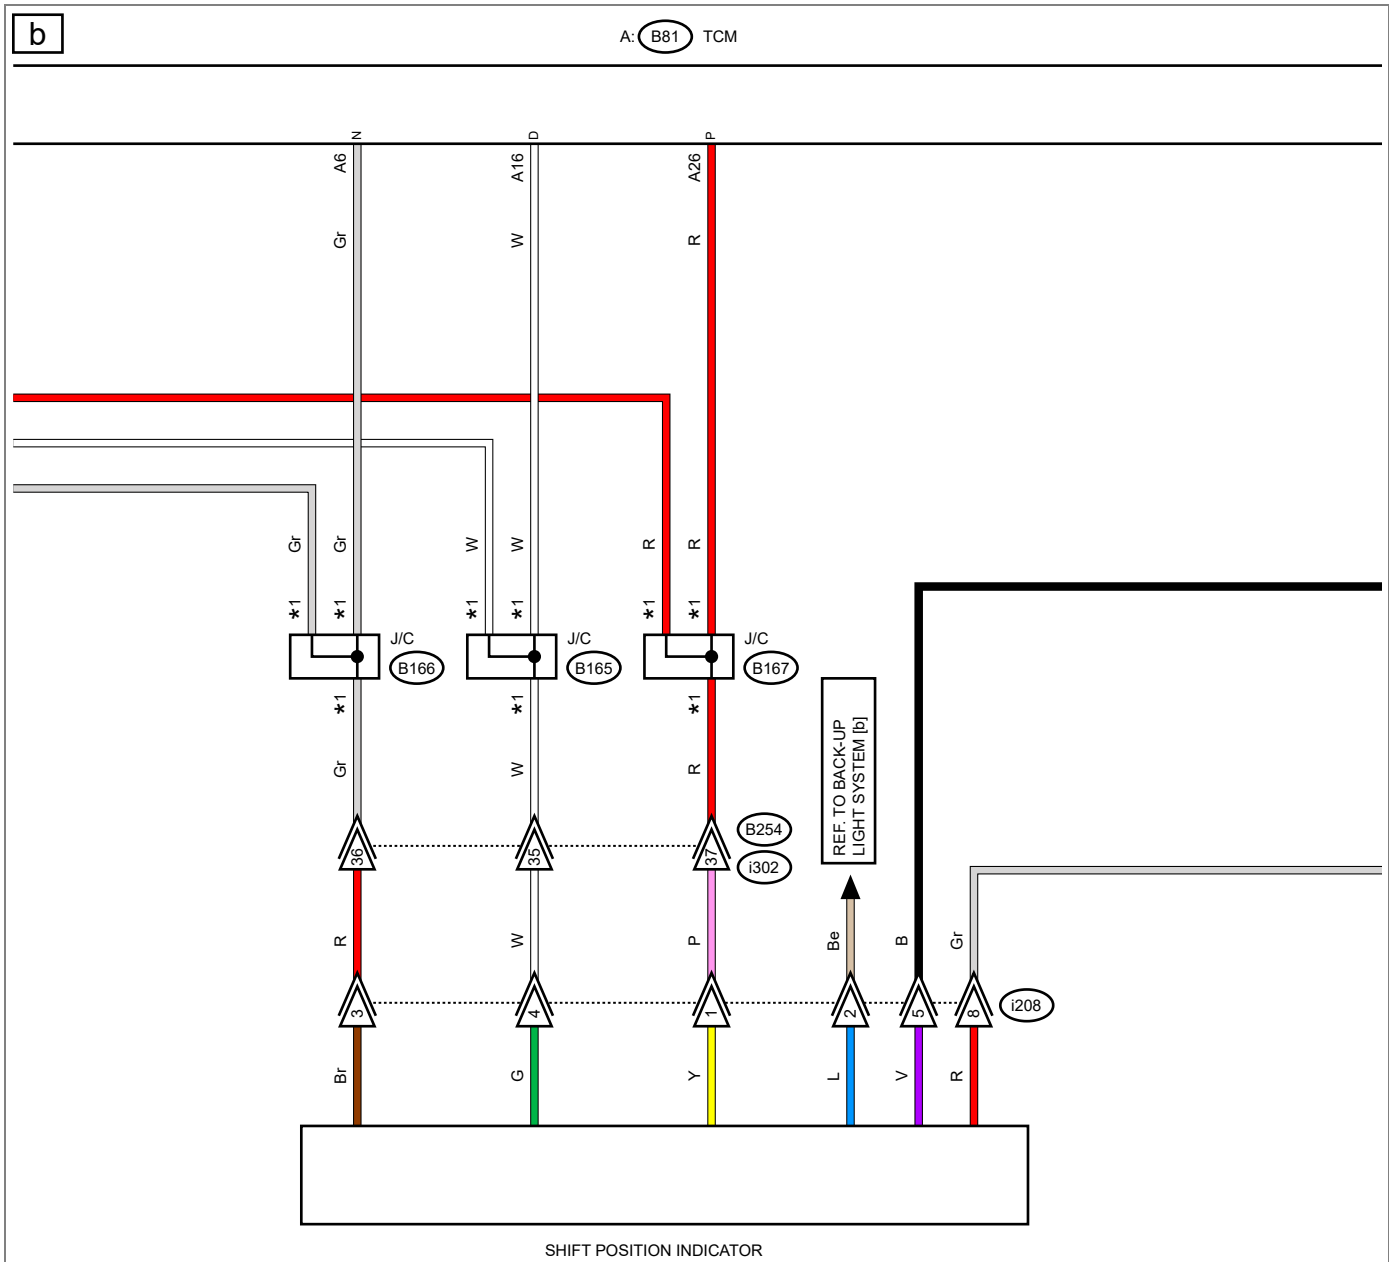 b
A: B81 TCM
N D P
A6 A16 A26
Gr W R
Gr Gr W W R R
*1 *1 *1 *1 *1 *1
J/C J/C J/C
B166 B165 B167
*1 *1 *1
Gr W R
REF. TO BACK-UP
LIGHT SYSTEM [b]
B254
36 35 37
i302
R W P Be B Gr
3 4 1 2 5 8 i208
Br G Y L V R
SHIFT POSITION INDICATOR